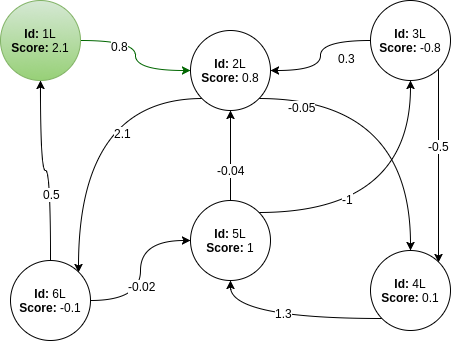 Id: 1L
Score: 2.1
0.8
Id: 2L
Score: 0.8
0.3
Id: 3L
Score: -0.8
2.1
-0.05
-0.5
-0.04
0.5
-1
Id: 5L
Score: 1
Id: 6L
Score: -0.1
-0.02
1.3
Id: 4L
Score: 0.1